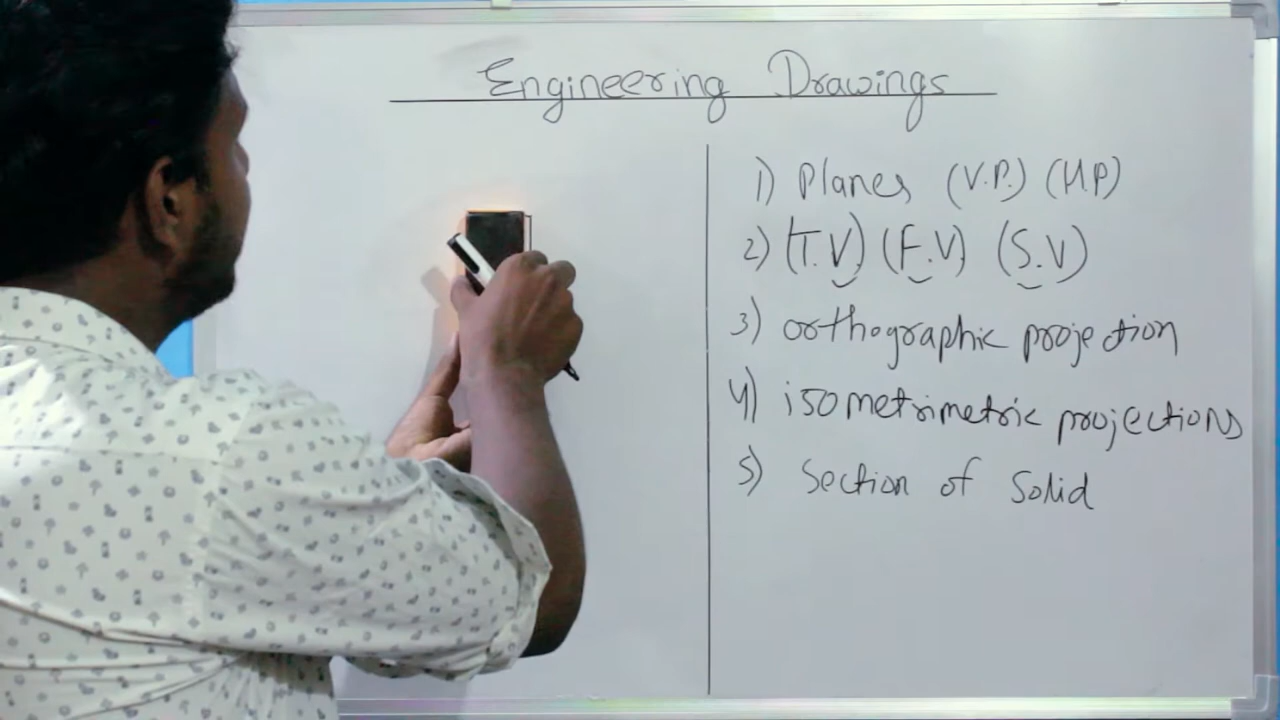 Engineering Drawings
1) Planes (V.P.) (H.P)
2) (T.V) (F.V) (S.V)
3) orthographic projection
4) isometrimetric projections
5) Section of Solid